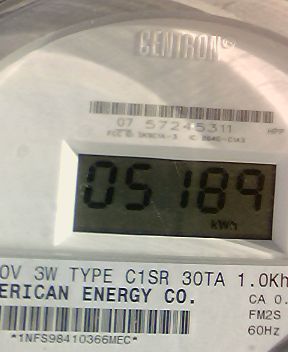 CENTRON®
07 57245311
HPP
05189
kWh
0V 3W TYPE C1SR 30TA 1.0Kh
ERICAN ENERGY CO.
CA 0.
FM2S
60Hz
*1NFS98410366MEC*